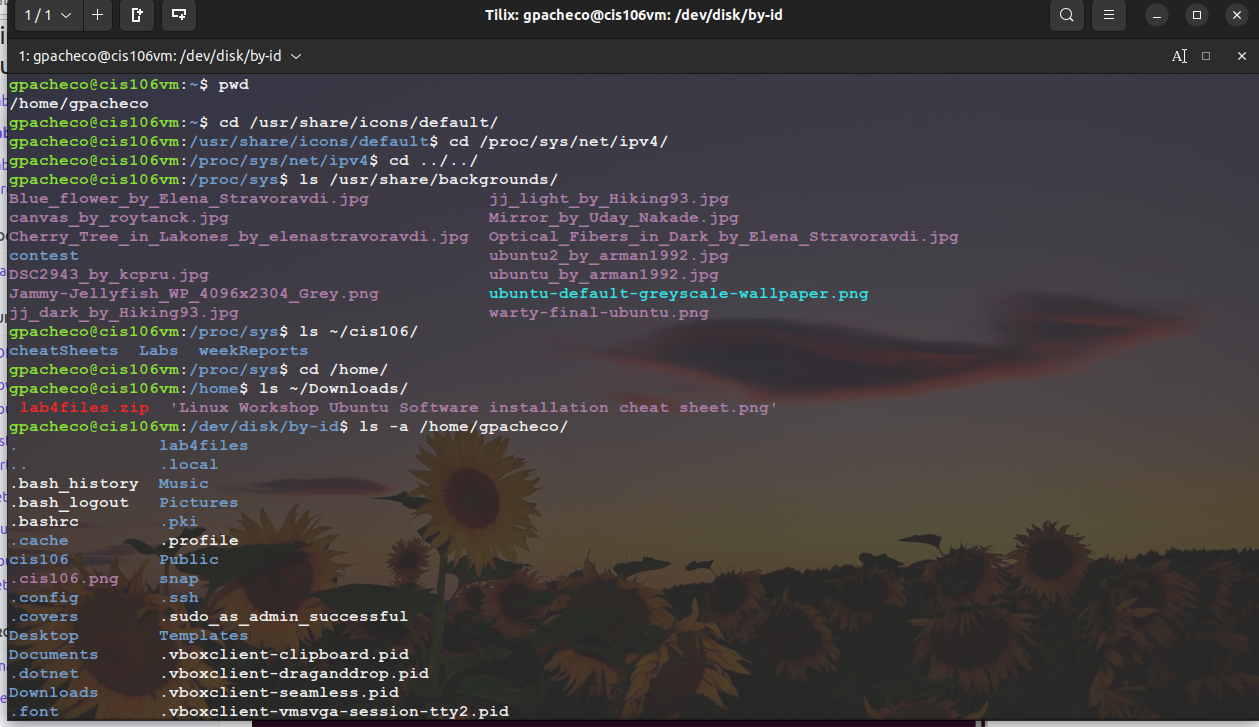 1 / 1
Tilix: gpacheco@cis106vm: /dev/disk/by-id
1: gpacheco@cis106vm: /dev/disk/by-id
gpacheco@cis106vm:~$ pwd
/home/gpacheco
gpacheco@cis106vm:~$ cd /usr/share/icons/default/
gpacheco@cis106vm:/usr/share/icons/default$ cd /proc/sys/net/ipv4/
gpacheco@cis106vm:/proc/sys/net/ipv4$ cd ../../
gpacheco@cis106vm:/proc/sys$ ls /usr/share/backgrounds/
Blue_flower_by_Elena_Stravoravdi.jpg jj_light_by_Hiking93.jpg
canvas_by_roytanck.jpg Mirror_by_Uday_Nakade.jpg
Cherry_Tree_in_Lakones_by_elenastravoravdi.jpg Optical_Fibers_in_Dark_by_Elena_Stravoravdi.jpg
contest ubuntu2_by_arman1992.jpg
DSC2943_by_kcpru.jpg ubuntu_by_arman1992.jpg
Jammy-Jellyfish_WP_4096x2304_Grey.png ubuntu-default-greyscale-wallpaper.png
jj_dark_by_Hiking93.jpg warty-final-ubuntu.png
gpacheco@cis106vm:/proc/sys$ ls ~/cis106/
cheatSheets Labs weekReports
gpacheco@cis106vm:/proc/sys$ cd /home/
gpacheco@cis106vm:/home$ ls ~/Downloads/
lab4files.zip 'Linux Workshop Ubuntu Software installation cheat sheet.png'
gpacheco@cis106vm:/dev/disk/by-id$ ls -a /home/gpacheco/
. lab4files
.. .local
.bash_history Music
.bash_logout Pictures
.bashrc .pki
.cache .profile
cis106 Public
.cis106.png snap
.config .ssh
.covers .sudo_as_admin_successful
Desktop Templates
Documents .vboxclient-clipboard.pid
.dotnet .vboxclient-draganddrop.pid
Downloads .vboxclient-seamless.pid
.font .vboxclient-vmsvga-session-tty2.pid